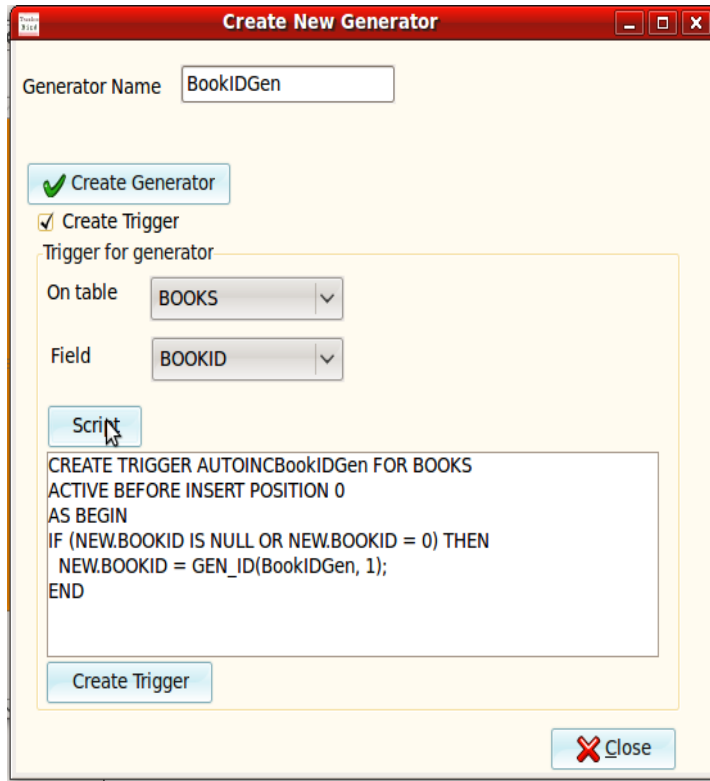 Turbo
Bird
Create New Generator
Generator Name
BookIDGen
Create Generator
Create Trigger
Trigger for generator
On table
BOOKS
Field
BOOKID
Script
CREATE TRIGGER AUTOINCBookIDGen FOR BOOKS
ACTIVE BEFORE INSERT POSITION 0
AS BEGIN
IF (NEW.BOOKID IS NULL OR NEW.BOOKID = 0) THEN
  NEW.BOOKID = GEN_ID(BookIDGen, 1);
END
Create Trigger
Close